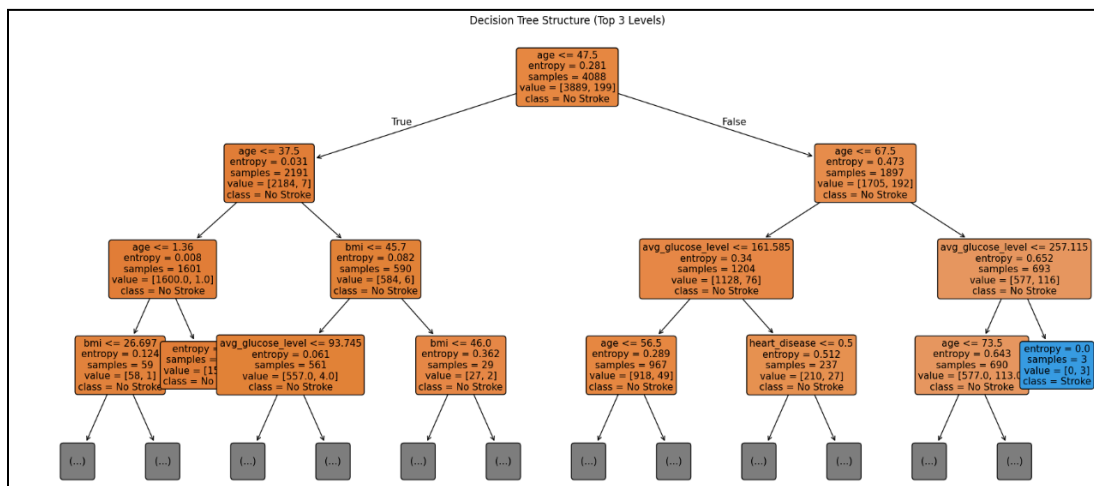 Decision Tree Structure (Top 3 Levels)
age <= 47.5
entropy = 0.281
samples = 4088
value = [3889, 199]
class = No Stroke
True
False
age <= 37.5
entropy = 0.031
samples = 2191
value = [2184, 7]
class = No Stroke
age <= 67.5
entropy = 0.473
samples = 1897
value = [1705, 192]
class = No Stroke
age <= 1.36
entropy = 0.008
samples = 1601
value = [1600.0, 1.0]
class = No Stroke
bmi <= 45.7
entropy = 0.082
samples = 590
value = [584, 6]
class = No Stroke
avg_glucose_level <= 161.585
entropy = 0.34
samples = 1204
value = [1128, 76]
class = No Stroke
avg_glucose_level <= 257.115
entropy = 0.652
samples = 693
value = [577, 116]
class = No Stroke
bmi <= 26.697
entropy = 0.124
samples = 59
value = [58, 1]
class = No Stroke
entropy =
samples =
value = [15
class = No
avg_glucose_level <= 93.745
entropy = 0.061
samples = 561
value = [557.0, 4.0]
class = No Stroke
bmi <= 46.0
entropy = 0.362
samples = 29
value = [27, 2]
class = No Stroke
age <= 56.5
entropy = 0.289
samples = 967
value = [918, 49]
class = No Stroke
heart_disease <= 0.5
entropy = 0.512
samples = 237
value = [210, 27]
class = No Stroke
age <= 73.5
entropy = 0.643
samples = 690
value = [577.0, 113.0
class = No Stroke
entropy = 0.0
samples = 3
value = [0, 3]
class = Stroke
(...)
(...)
(...)
(...)
(...)
(...)
(...)
(...)
(...)
(...)
(...)
(...)